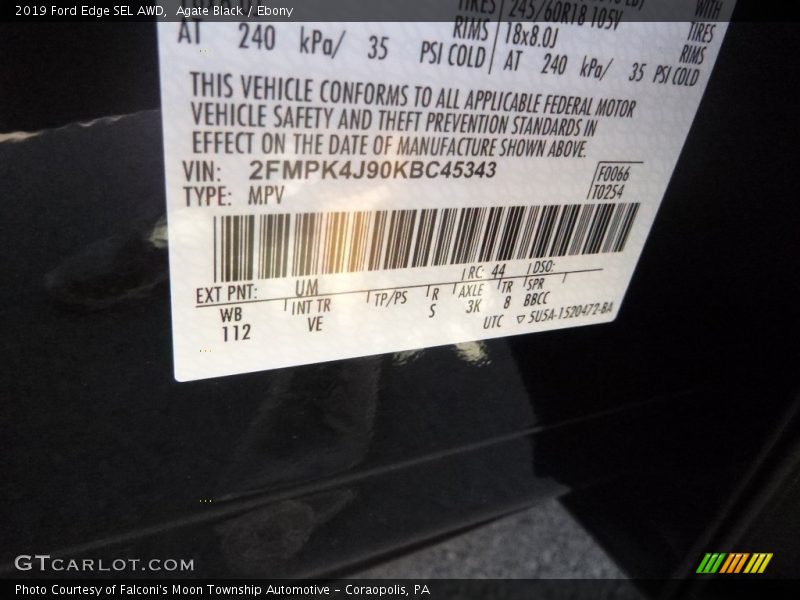 2019 Ford Edge SEL AWD,  Agate Black / Ebony
TIRES 245/60R18 105V WITH
RIMS 18x8.0J TIRES
AT 240 kPa/ 35 PSI COLD AT 240 kPa/ 35 PSI COLD RIMS
THIS VEHICLE CONFORMS TO ALL APPLICABLE FEDERAL MOTOR
VEHICLE SAFETY AND THEFT PREVENTION STANDARDS IN
EFFECT ON THE DATE OF MANUFACTURE SHOWN ABOVE.
VIN: 2FMPK4J90KBC45343 F0066
TYPE: MPV T0254
EXT PNT: UM RC: 44 DSO:
WB INT TR TP/PS R AXLE TR SPR
112 VE S 3K 8 BBCC
UTC ▽ 5U5A-1520472-BA
GTCARLOT.COM
Photo Courtesy of Falconi's Moon Township Automotive - Coraopolis, PA